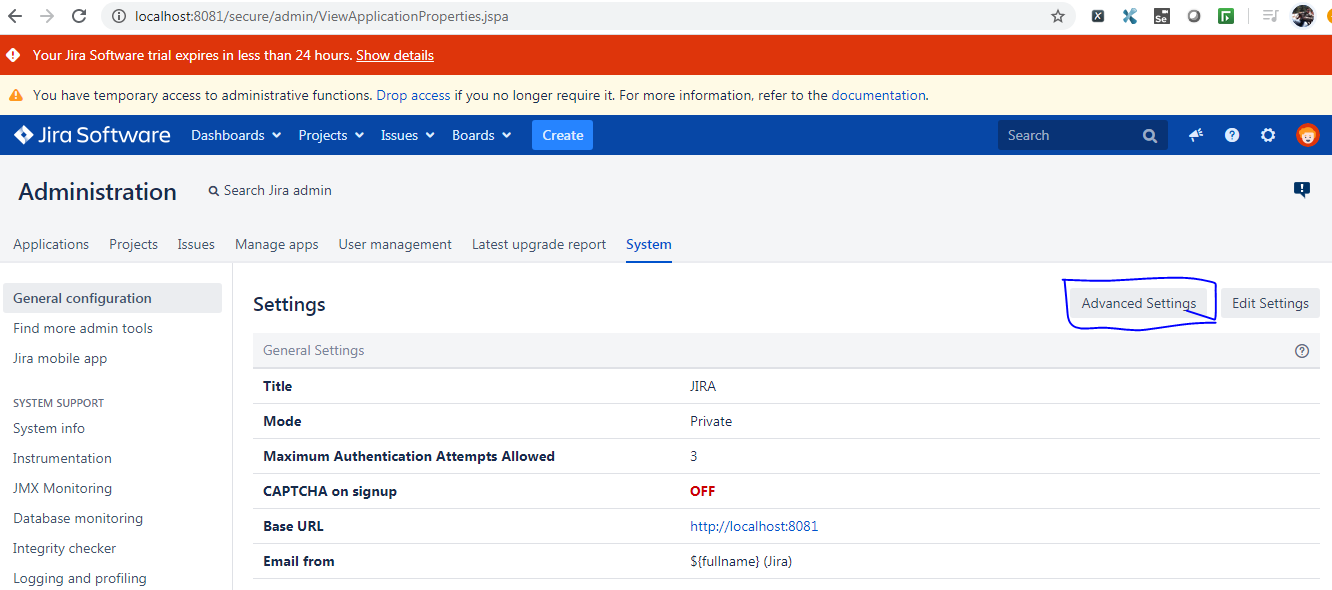 localhost:8081/secure/admin/ViewApplicationProperties.jspa
X Se
Your Jira Software trial expires in less than 24 hours. Show details
You have temporary access to administrative functions. Drop access if you no longer require it. For more information, refer to the documentation.
Jira Software Dashboards Projects Issues Boards Create Search
Administration Search Jira admin
Applications Projects Issues Manage apps User management Latest upgrade report System
General configuration
Find more admin tools
Jira mobile app
SYSTEM SUPPORT
System info
Instrumentation
JMX Monitoring
Database monitoring
Integrity checker
Logging and profiling
Settings Advanced Settings Edit Settings
General Settings
Title JIRA
Mode Private
Maximum Authentication Attempts Allowed 3
CAPTCHA on signup OFF
Base URL http://localhost:8081
Email from ${fullname} (Jira)